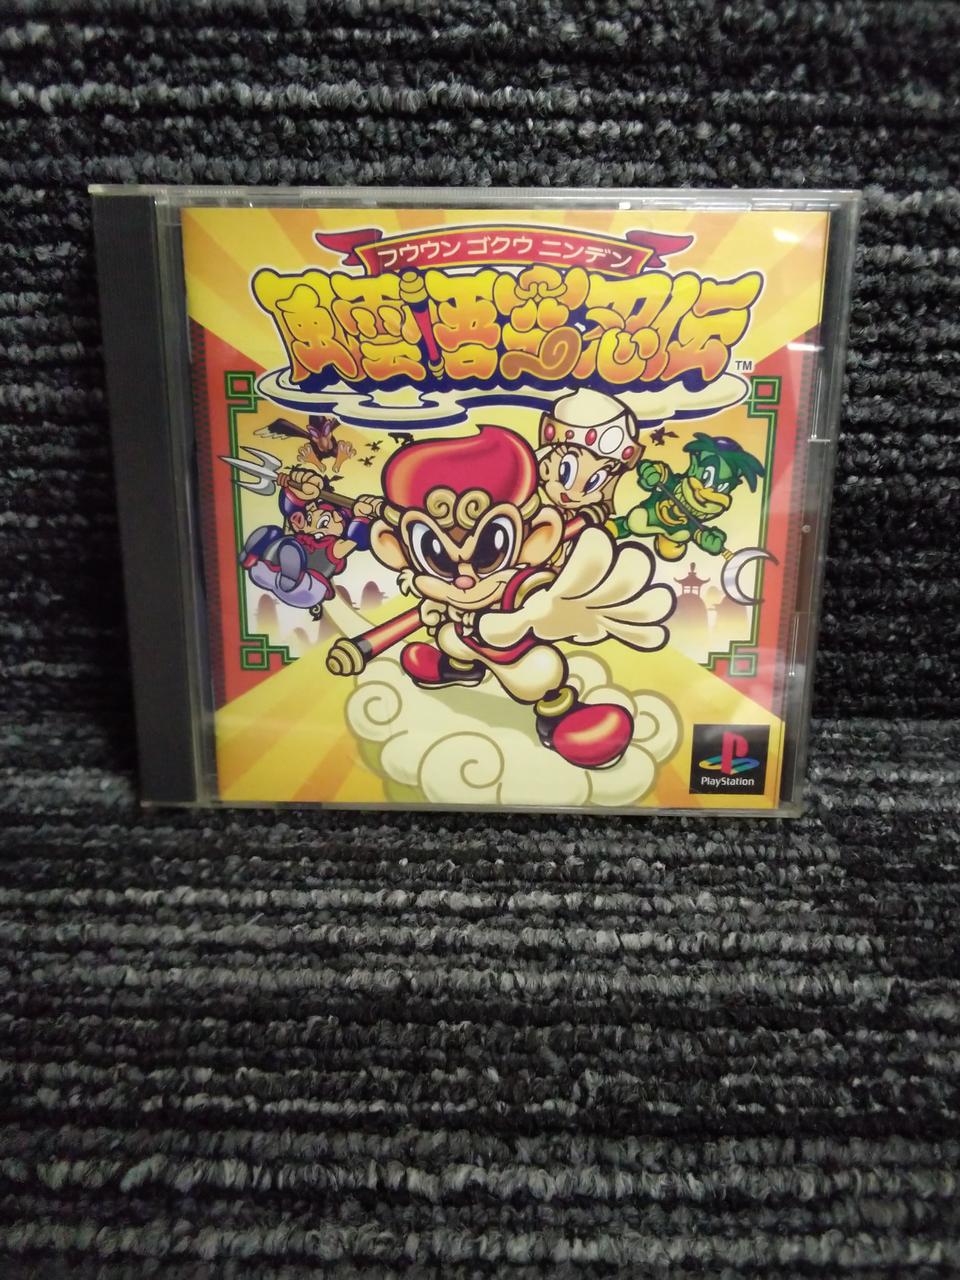 フウウン ゴクウ ニンデン
風雲悟空忍伝
TM
PlayStation